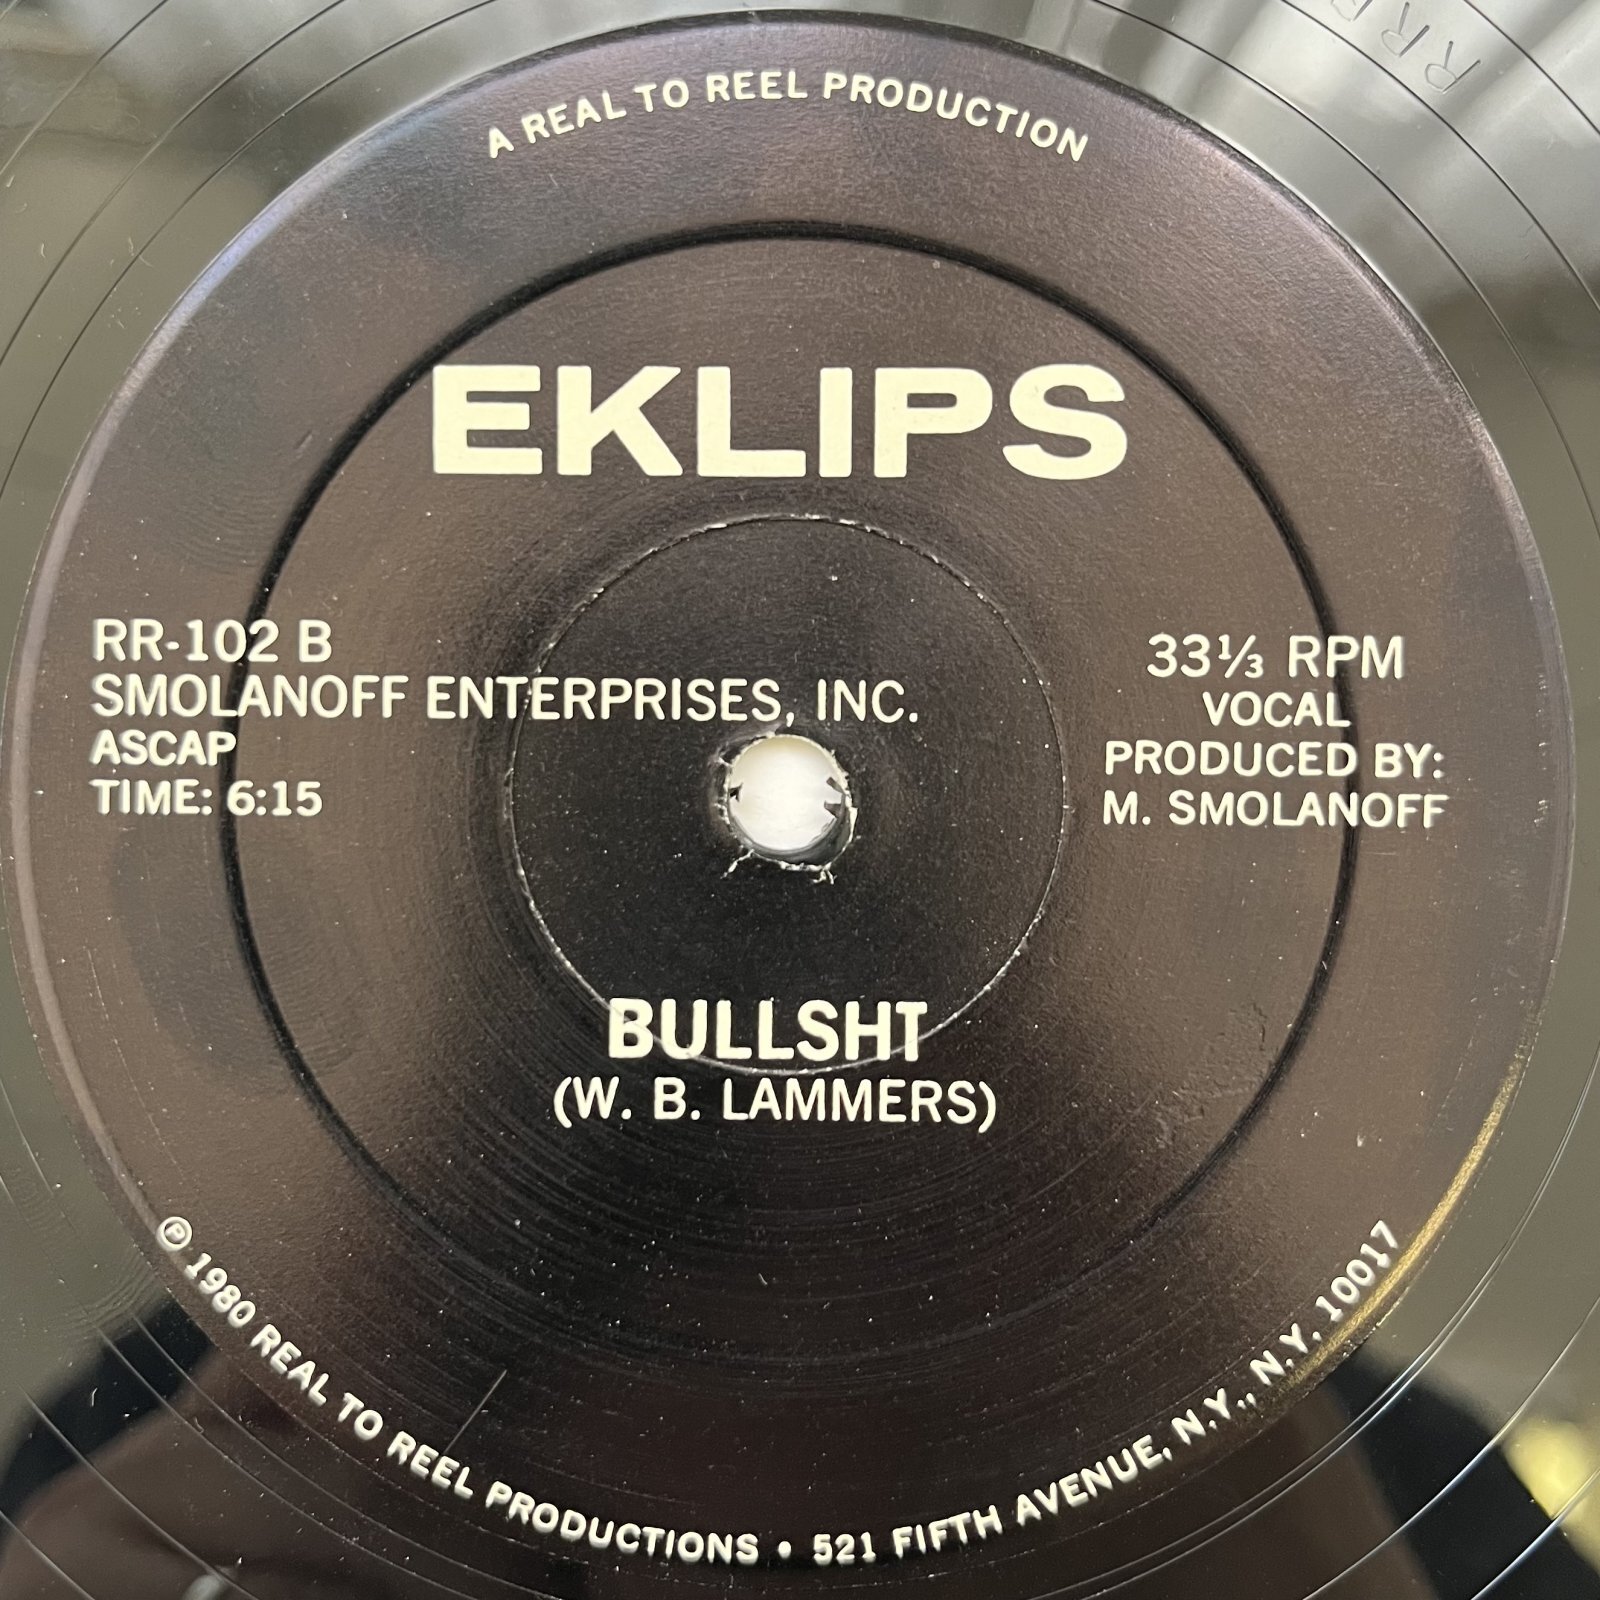 RR
A REAL TO REEL PRODUCTION
EKLIPS
RR-102 B
SMOLANOFF ENTERPRISES, INC.
ASCAP
TIME: 6:15
33⅓ RPM
VOCAL
PRODUCED BY:
M. SMOLANOFF
BULLSHT
(W. B. LAMMERS)
℗ 1980 REAL TO REEL PRODUCTIONS • 521 FIFTH AVENUE, N.Y., N.Y. 10017